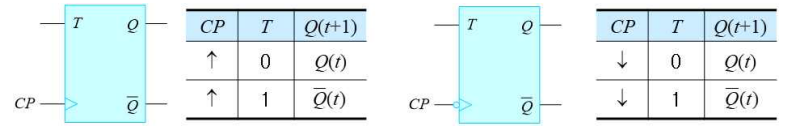 T Q
CP Q̅
CP T Q(t+1)
↑ 0 Q(t)
↑ 1 Q̅(t)
T Q
CP Q̅
CP T Q(t+1)
↓ 0 Q(t)
↓ 1 Q̅(t)